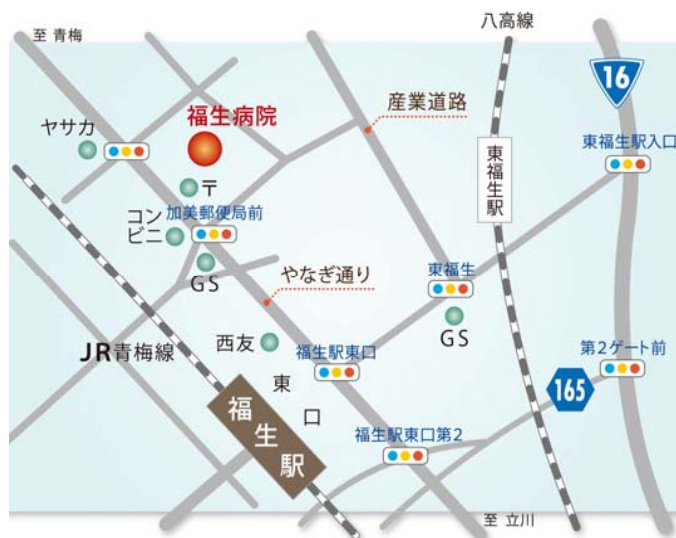 八高線
至 青梅
16
福生病院
産業道路
ヤサカ
東福生駅入口
東福生駅
〒
コン
ビニ
加美郵便局前
GS
やなぎ通り
東福生
GS
JR青梅線
西友
福生駅東口
第2ゲート前
東
口
165
福生駅
福生駅東口第2
至 立川